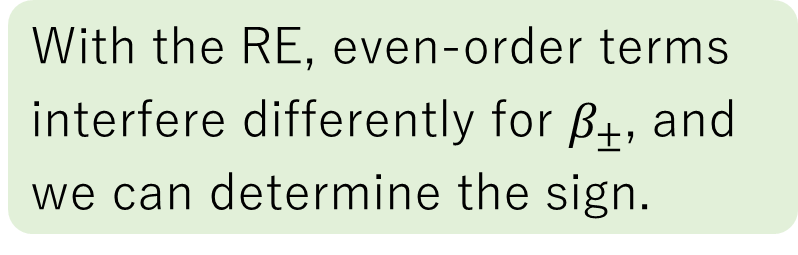 With the RE, even-order terms
interfere differently for β±, and
we can determine the sign.